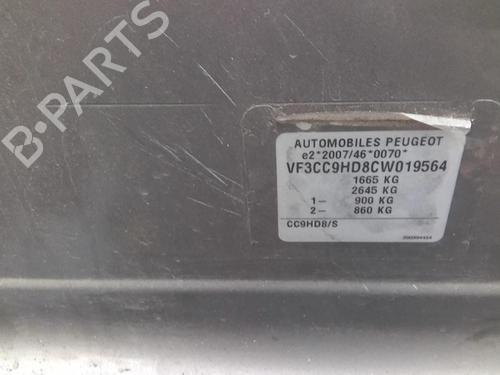 AUTOMOBILES PEUGEOT
e2*2007/46*0070*
VF3CC9HD8CW019564
1665 KG
2645 KG
1— 900 KG
2— 860 KG
CC9HD8/S
B-PARTS